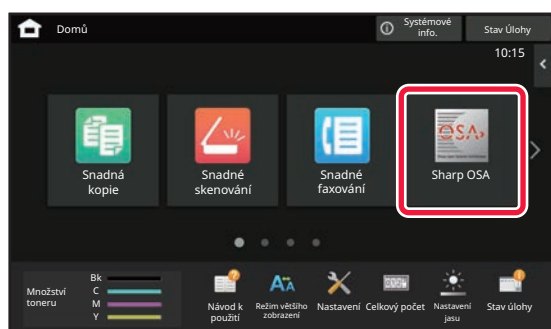 Domů
Systémové
info.
Stav Úlohy
10:15
OSA
Snadná
kopie
Snadné
skenování
Snadné
faxování
Sharp OSA
Množství
toneru
Bk
C
M
Y
Návod k
použití
Režim většího
zobrazení
Nastavení
Celkový počet
Nastavení
jasu
Stav úlohy